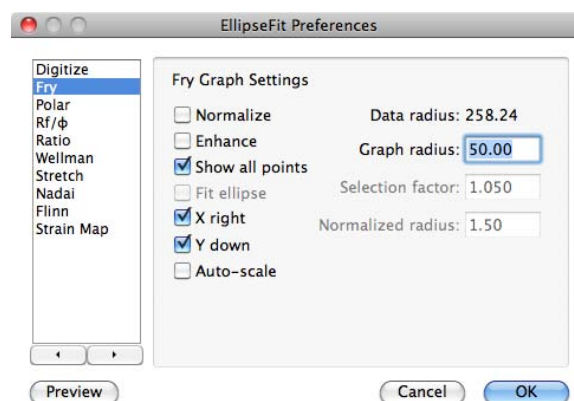 EllipseFit Preferences
Digitize
Fry
Polar
Rf/ϕ
Ratio
Wellman
Stretch
Nadai
Flinn
Strain Map
Fry Graph Settings
Normalize
Enhance
Show all points
Fit ellipse
X right
Y down
Auto-scale
Data radius: 258.24
Graph radius: 50.00
Selection factor: 1.050
Normalized radius: 1.50
Preview
Cancel
OK